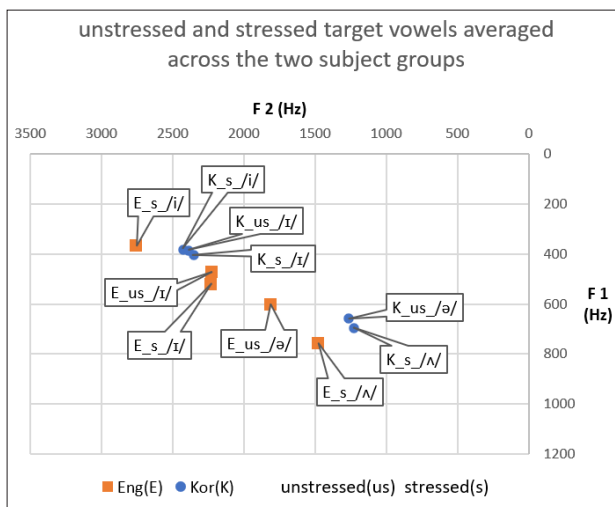 unstressed and stressed target vowels averaged
across the two subject groups
F 2 (Hz)
3500 3000 2500 2000 1500 1000 500 0
0
200
400
600
800
1000
1200
F 1
(Hz)
K_s_/i/
E_s_/i/
K_us_/ɪ/
K_s_/ɪ/
E_us_/ɪ/
K_us_/ə/
E_us_/ə/
E_s_/ɪ/
K_s_/ʌ/
E_s_/ʌ/
Eng(E) Kor(K) unstressed(us) stressed(s)